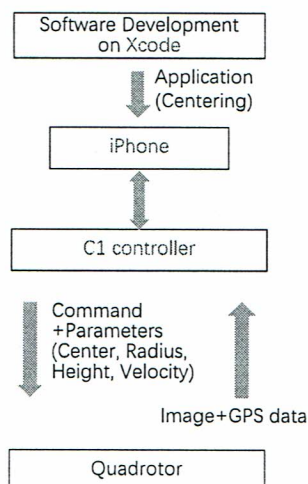 Software Development
on Xcode
Application
(Centering)
iPhone
C1 controller
Command
+Parameters
(Center, Radius,
Height, Velocity)
Image+GPS data
Quadrotor